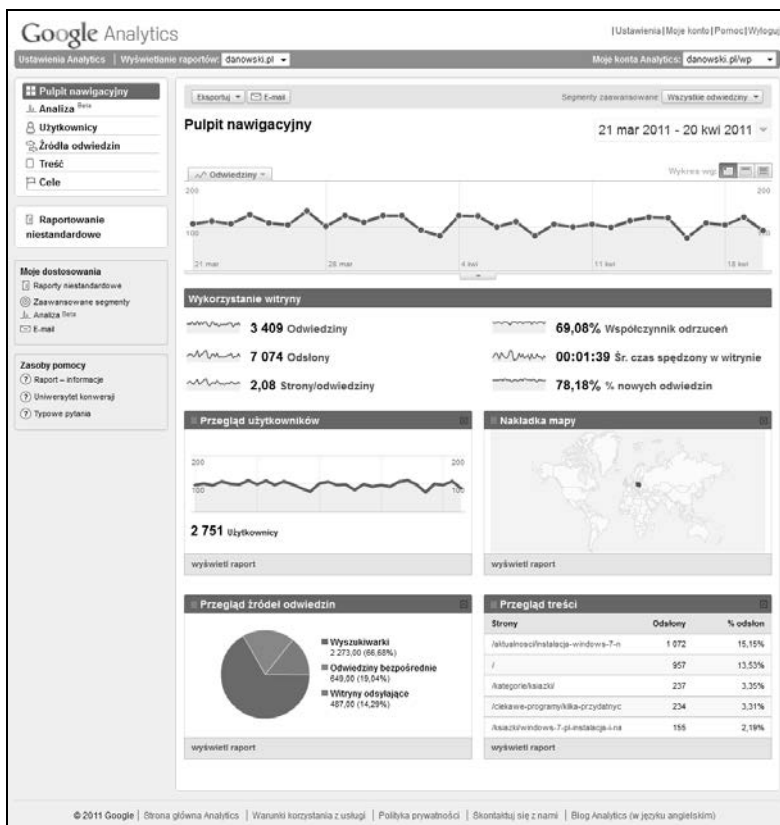 Google Analytics
| Ustawienia | Moje konto | Pomoc | Wyloguj
Ustawienia Analytics | Wyświetlanie raportów: danowski.pl
Moje konta Analytics: danowski.pl/wp
Pulpit nawigacyjny
Analiza Beta
Użytkownicy
Źródła odwiedzin
Treść
Cele
Raportowanie
niestandardowe
Moje dostosowania
Raporty niestandardowe
Zaawansowane segmenty
Analiza Beta
E-mail
Zasoby pomocy
Raport – informacje
Uniwersytet konwersji
Typowe pytania
Eksportuj E-mail
Segmenty zaawansowane: Wszystkie odwiedziny
Pulpit nawigacyjny
21 mar 2011 - 20 kwi 2011
Odwiedziny
Wykres wg:
200 200
100 100
21 mar 28 mar 4 kwi 11 kwi 18 kwi
Wykorzystanie witryny
3 409 Odwiedziny
69,08% Współczynnik odrzuceń
7 074 Odsłony
00:01:39 Śr. czas spędzony w witrynie
2,08 Strony/odwiedziny
78,18% % nowych odwiedzin
Przegląd użytkowników
200 200
100 100
2 751 Użytkownicy
wyświetl raport
Nakładka mapy
wyświetl raport
Przegląd źródeł odwiedzin
Wyszukiwarki
2 273,00 (66,68%)
Odwiedziny bezpośrednie
649,00 (19,04%)
Witryny odsyłające
487,00 (14,29%)
wyświetl raport
Przegląd treści
Strony Odsłony % odsłon
/aktualnosci/instalacja-windows-7-n 1 072 15,15%
/ 957 13,53%
/kategorie/ksiazki/ 237 3,35%
/ciekawe-programy/kilka-przydatnyc 234 3,31%
/ksiazki/windows-7-pl-instalacja-i-na 155 2,19%
wyświetl raport
© 2011 Google | Strona główna Analytics | Warunki korzystania z usługi | Polityka prywatności | Skontaktuj się z nami | Blog Analytics (w języku angielskim)